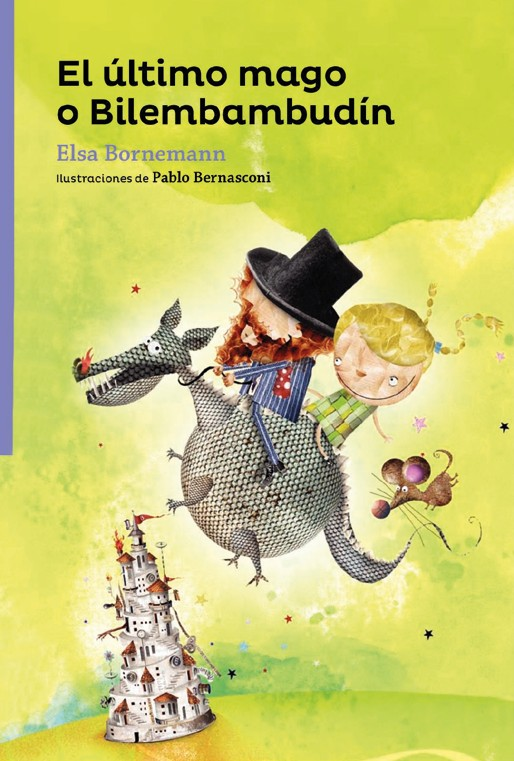 El último mago
o Bilembambudín
Elsa Bornemann
Ilustraciones de Pablo Bernasconi